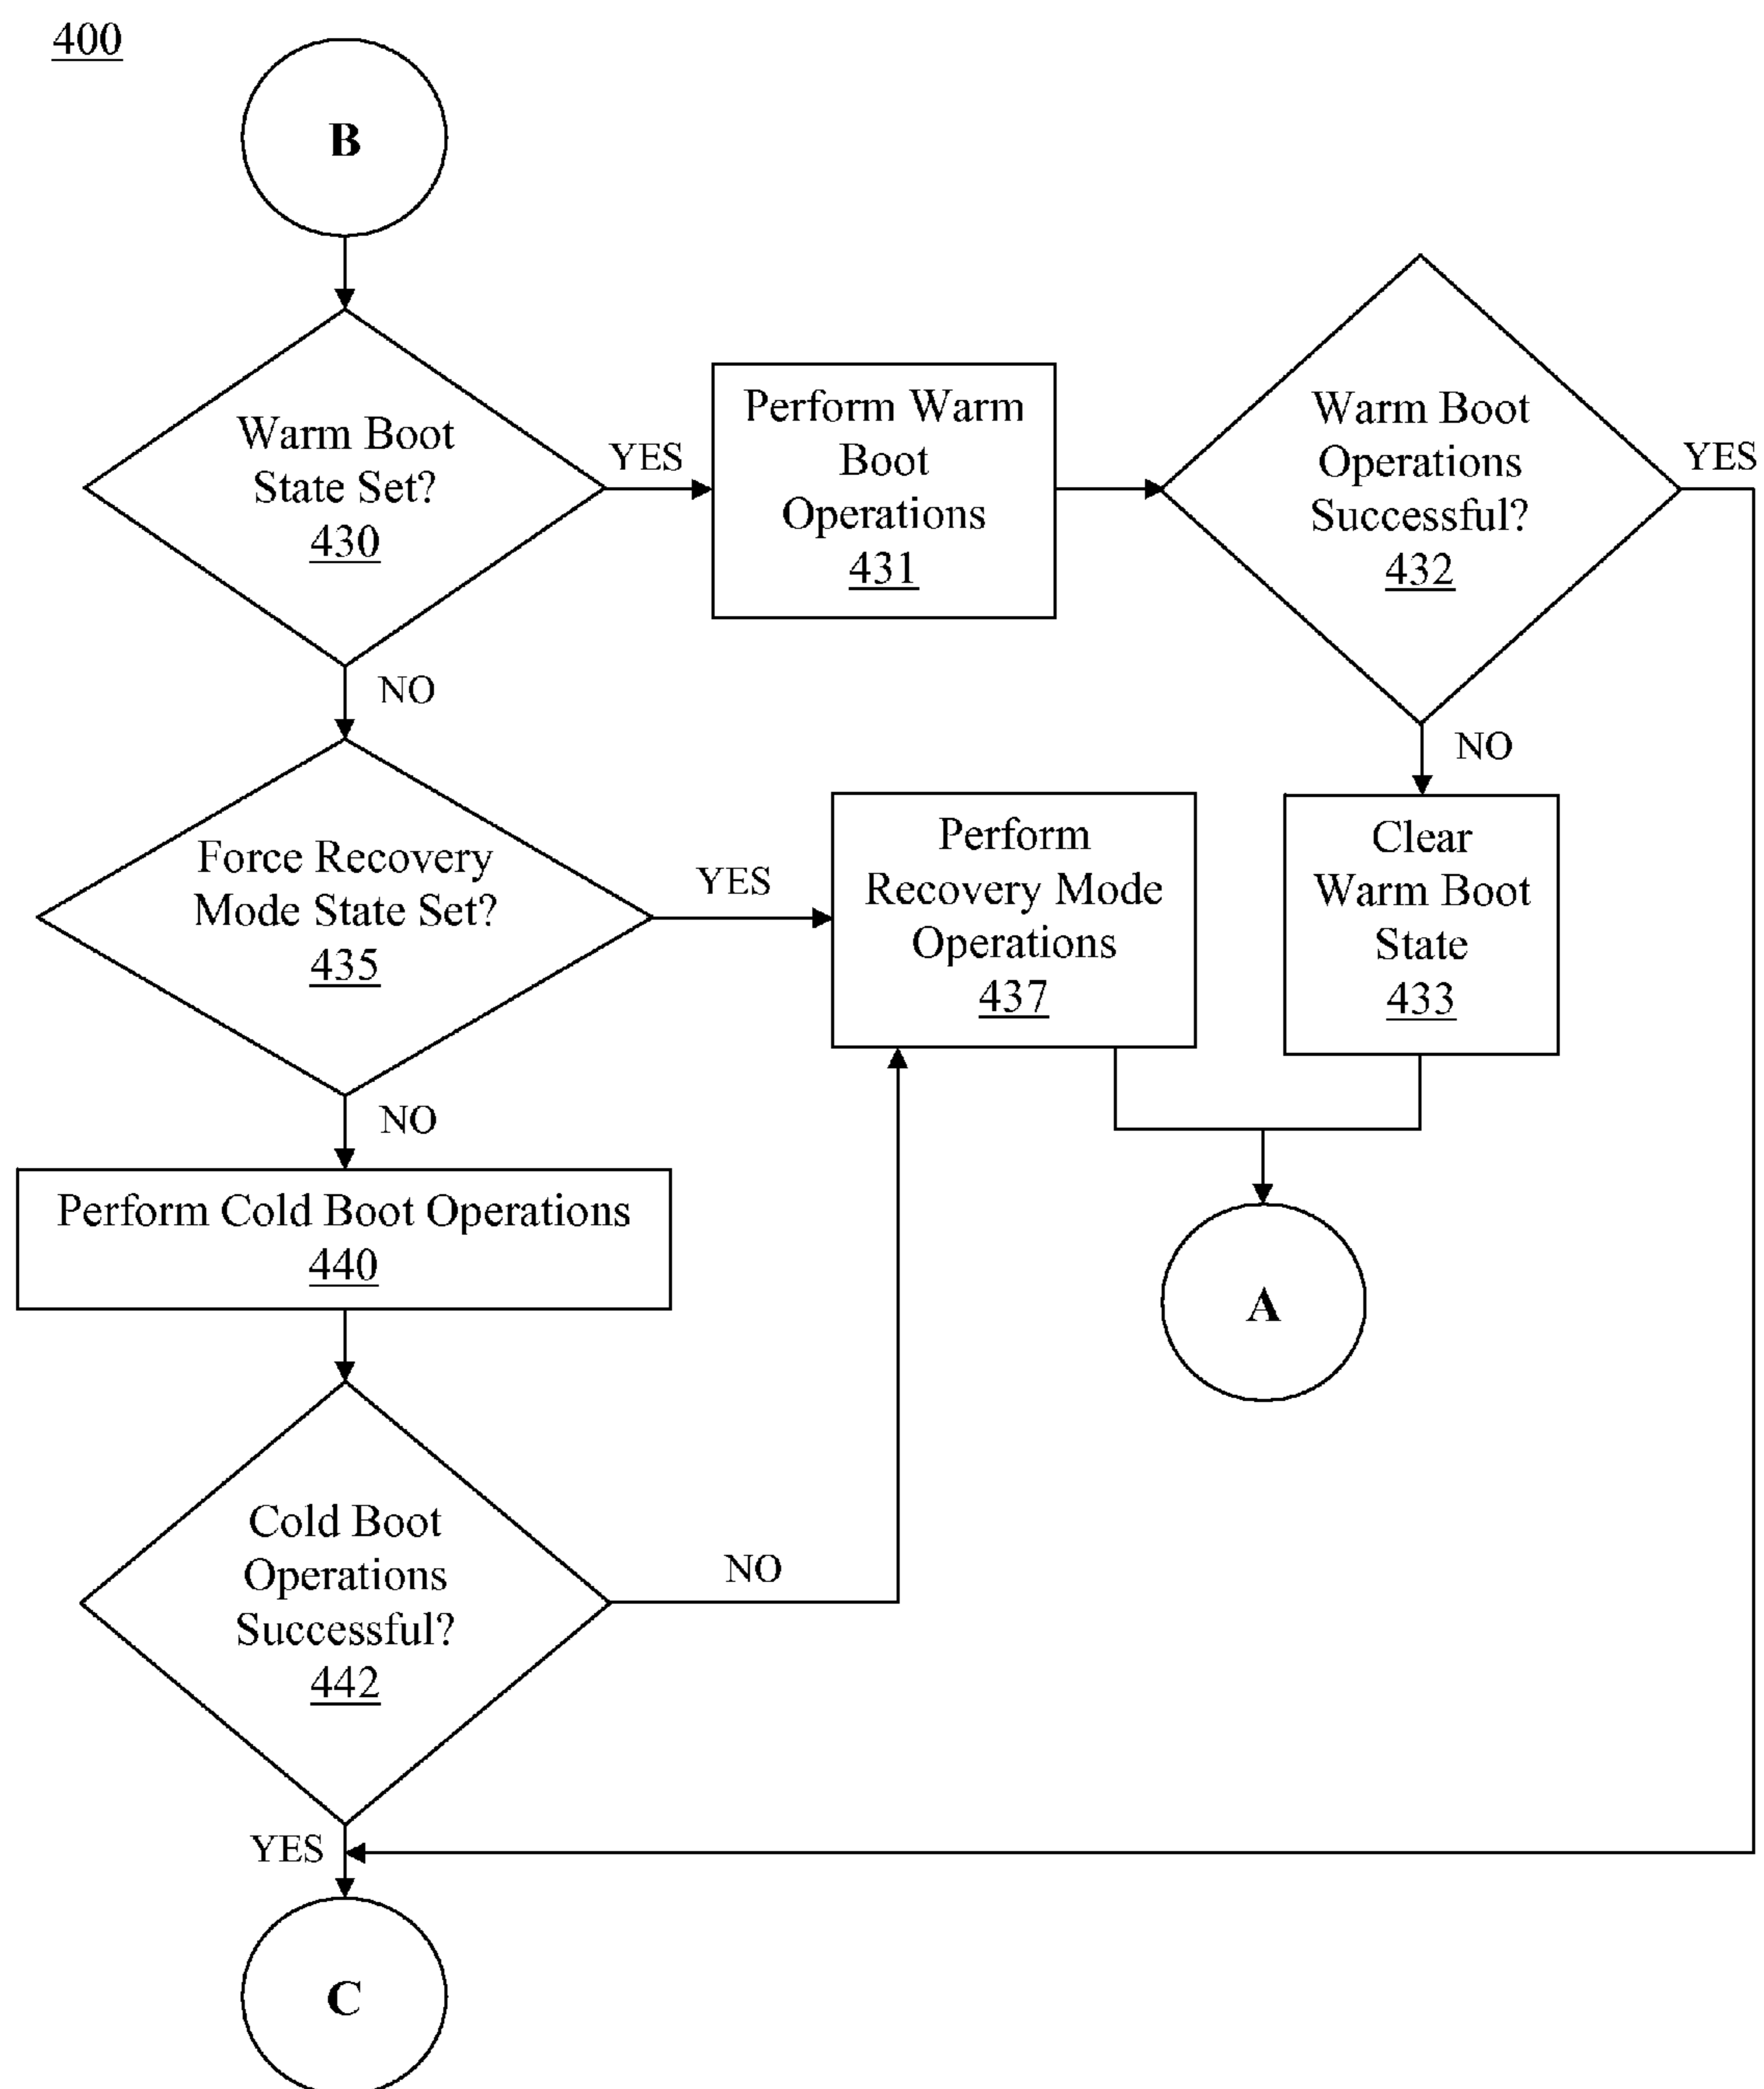 400
B
Warm Boot
State Set?
430
YES
Perform Warm
Boot
Operations
431
Warm Boot
Operations
Successful?
432
YES
NO
NO
Force Recovery
Mode State Set?
435
YES
Perform
Recovery Mode
Operations
437
Clear
Warm Boot
State
433
NO
Perform Cold Boot Operations
440
A
Cold Boot
Operations
Successful?
442
NO
YES
C